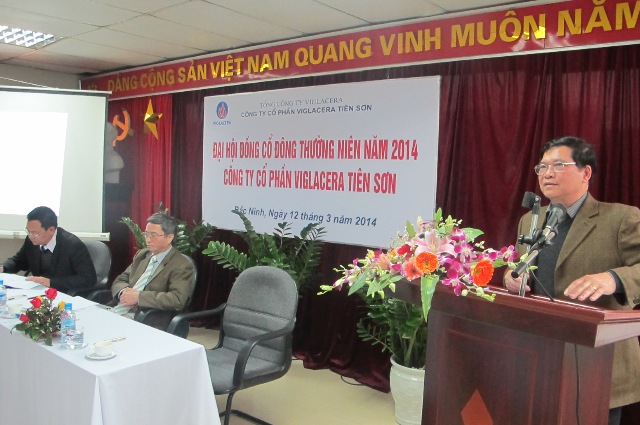 ĐẢNG CỘNG SẢN VIỆT NAM QUANG VINH MUÔN NĂM
TỔNG CÔNG TY VIGLACERA
CÔNG TY CỔ PHẦN VIGLACERA TIÊN SƠN
VIGLACERA
ĐẠI HỘI ĐỒNG CỔ ĐÔNG THƯỜNG NIÊN NĂM 2014
CÔNG TY CỔ PHẦN VIGLACERA TIÊN SƠN
Bắc Ninh, Ngày 12 tháng 3 năm 2014